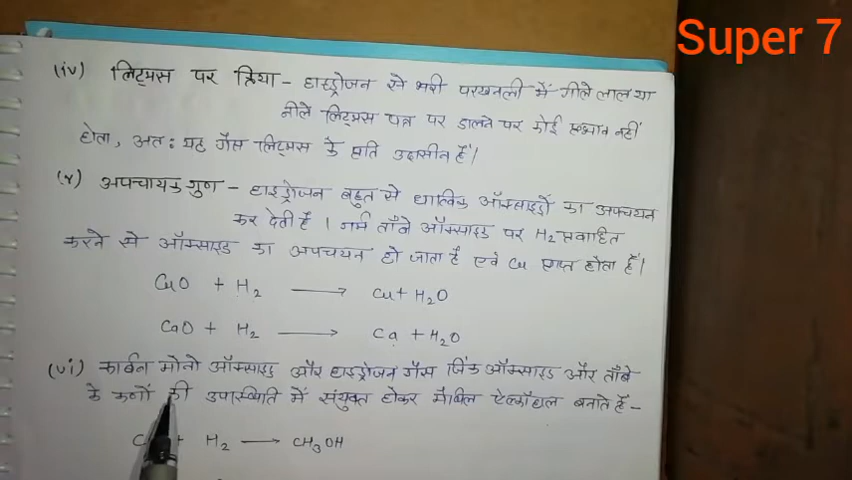 Super 7
(iv) लिट्मस पर क्रिया - हाइड्रोजन से भरी परखनली में गीले लाल या
नीले लिट्मस पत्र पर डालने पर कोई प्रभाव नहीं
होता, अत: यह गैस लिट्मस के प्रति उदासीन है।
(v) अपचायक गुण - हाइड्रोजन बहुत से धात्विक ऑक्साइडों का अपचयन
कर देती है। गर्म ताँबे ऑक्साइड पर H₂ प्रवाहित
करने से ऑक्साइड का अपचयन हो जाता है एवं Cu प्राप्त होता है।
CuO + H₂ → Cu + H₂O
CaO + H₂ → Ca + H₂O
(vi) कार्बन मोनो ऑक्साइड और हाइड्रोजन गैस जिंक ऑक्साइड और ताँबे
के कणों की उपस्थिति में संयुक्त होकर मैथिल ऐल्कोहाल बनाते हैं -
+ H₂ → CH₃OH